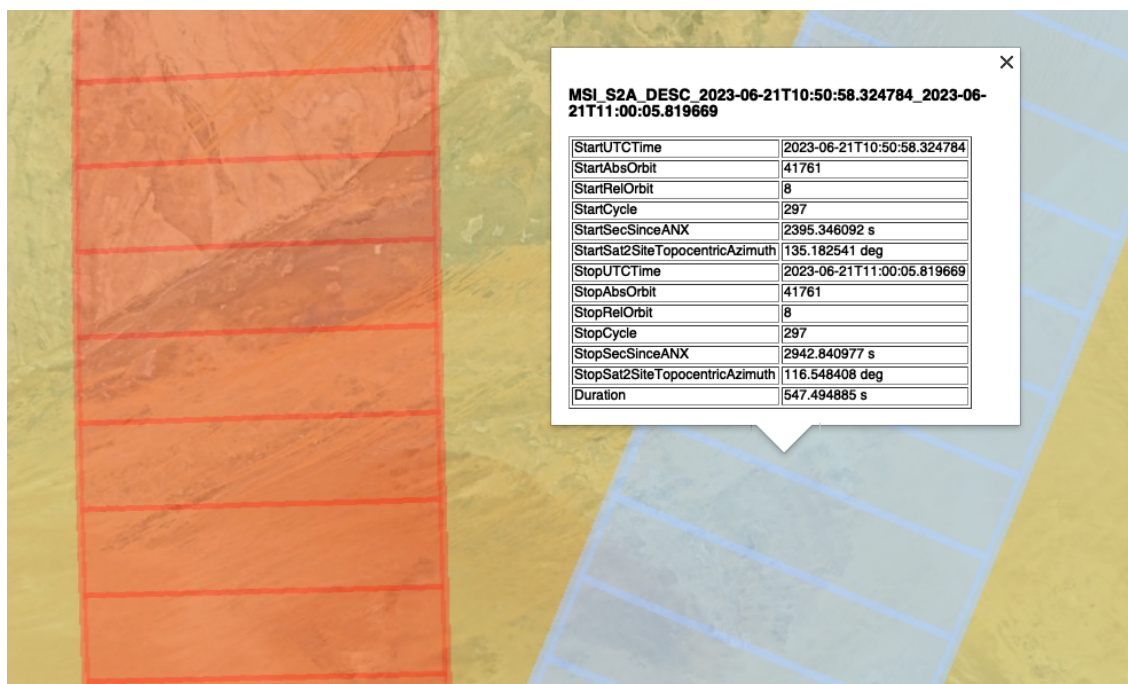 MSI_S2A_DESC_2023-06-21T10:50:58.324784_2023-06-
21T11:00:05.819669
StartUTCTime 2023-06-21T10:50:58.324784
StartAbsOrbit 41761
StartRelOrbit 8
StartCycle 297
StartSecSinceANX 2395.346092 s
StartSat2SiteTopocentricAzimuth 135.182541 deg
StopUTCTime 2023-06-21T11:00:05.819669
StopAbsOrbit 41761
StopRelOrbit 8
StopCycle 297
StopSecSinceANX 2942.840977 s
StopSat2SiteTopocentricAzimuth 116.548408 deg
Duration 547.494885 s